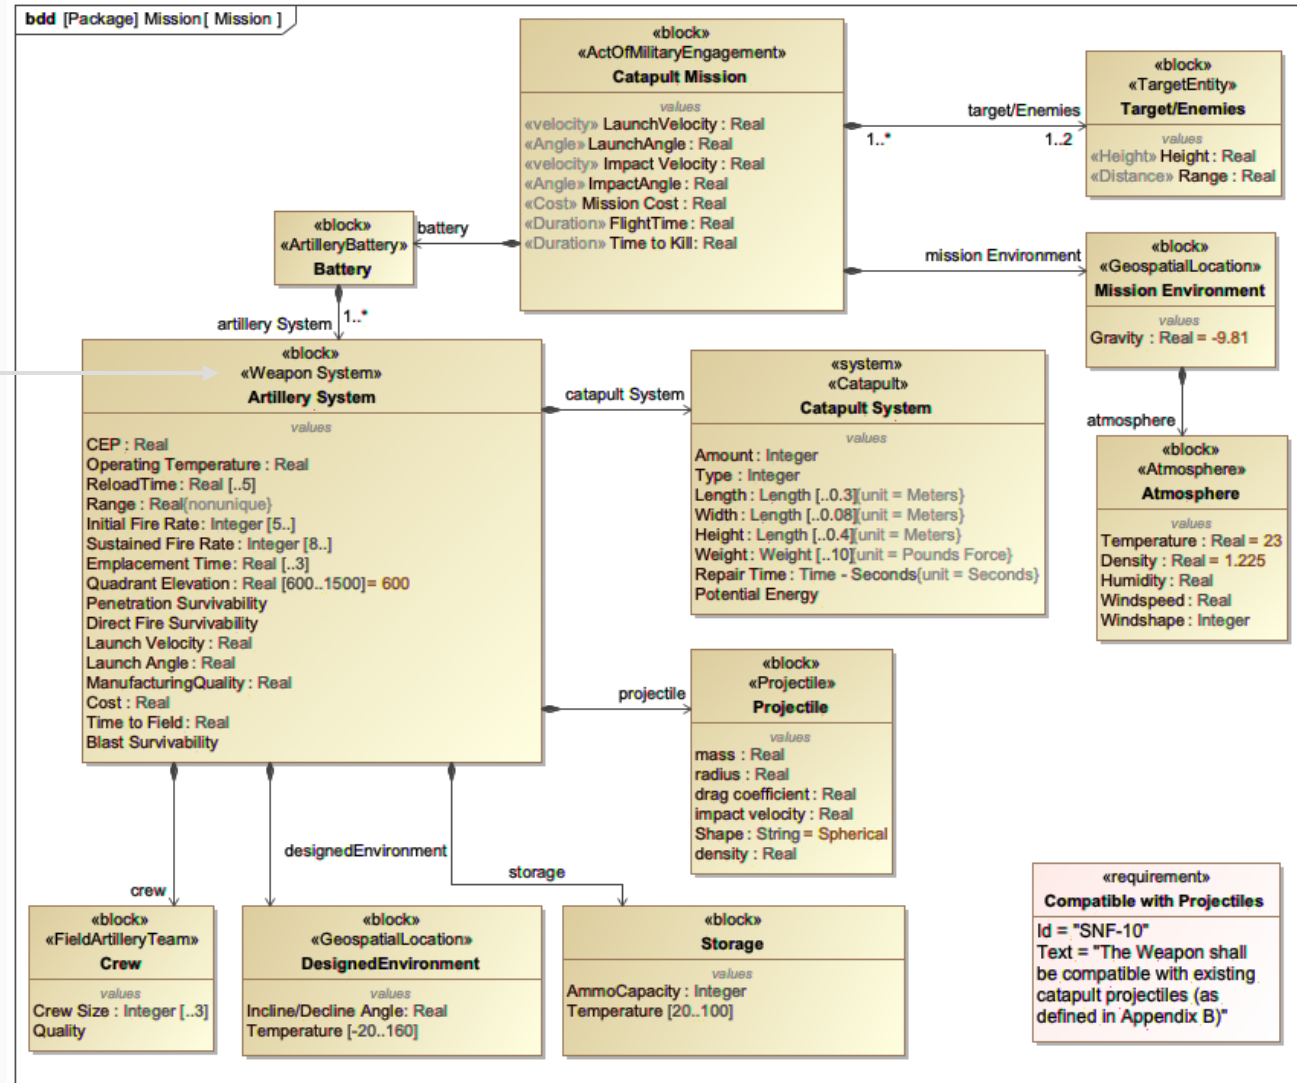 bdd [Package] Mission[ Mission ]
«block»
«ActOfMilitaryEngagement»
Catapult Mission
values
«velocity» LaunchVelocity : Real
«Angle» LaunchAngle : Real
«velocity» Impact Velocity : Real
«Angle» ImpactAngle : Real
«Cost» Mission Cost : Real
«Duration» FlightTime : Real
«Duration» Time to Kill : Real
target/Enemies
1..*
1..2
«block»
«TargetEntity»
Target/Enemies
values
«Height» Height : Real
«Distance» Range : Real
battery
«block»
«ArtilleryBattery»
Battery
mission Environment
«block»
«GeospatialLocation»
Mission Environment
values
Gravity : Real = -9.81
artillery System
1..*
«block»
«Weapon System»
Artillery System
values
CEP : Real
Operating Temperature : Real
ReloadTime : Real [..5]
Range : Real{nonunique}
Initial Fire Rate : Integer [5..]
Sustained Fire Rate : Integer [8..]
Emplacement Time : Real [..3]
Quadrant Elevation : Real [600..1500]= 600
Penetration Survivability
Direct Fire Survivability
Launch Velocity : Real
Launch Angle : Real
ManufacturingQuality : Real
Cost : Real
Time to Field : Real
Blast Survivability
catapult System
«system»
«Catapult»
Catapult System
values
Amount : Integer
Type : Integer
Length : Length [..0.3]{unit = Meters}
Width : Length [..0.08]{unit = Meters}
Height : Length [..0.4]{unit = Meters}
Weight : Weight [..10]{unit = Pounds Force}
Repair Time : Time - Seconds{unit = Seconds}
Potential Energy
atmosphere
«block»
«Atmosphere»
Atmosphere
values
Temperature : Real = 23
Density : Real = 1.225
Humidity : Real
Windspeed : Real
Windshape : Integer
projectile
«block»
«Projectile»
Projectile
values
mass : Real
radius : Real
drag coefficient : Real
impact velocity : Real
Shape : String = Spherical
density : Real
crew
designedEnvironment
storage
«block»
«FieldArtilleryTeam»
Crew
values
Crew Size : Integer [..3]
Quality
«block»
«GeospatialLocation»
DesignedEnvironment
values
Incline/Decline Angle: Real
Temperature [-20..160]
«block»
Storage
values
AmmoCapacity : Integer
Temperature [20..100]
«requirement»
Compatible with Projectiles
Id = "SNF-10"
Text = "The Weapon shall
be compatible with existing
catapult projectiles (as
defined in Appendix B)"